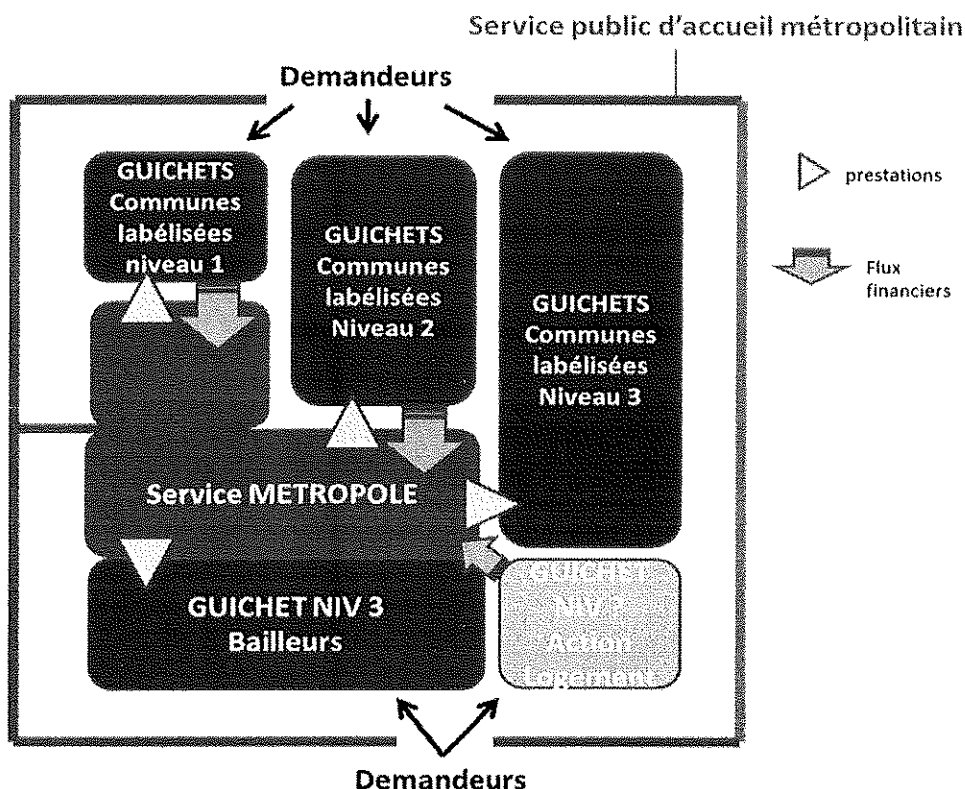 Service public d'accueil métropolitain
Demandeurs
GUICHETS
Communes
labélisées
niveau 1
GUICHETS
Communes
labélisées
Niveau 2
GUICHETS
Communes
labélisées
Niveau 3
prestations
Flux
financiers
Service METROPOLE
GUICHET NIV 3
Bailleurs
GUICHET
NIV
Action
Logement
Demandeurs